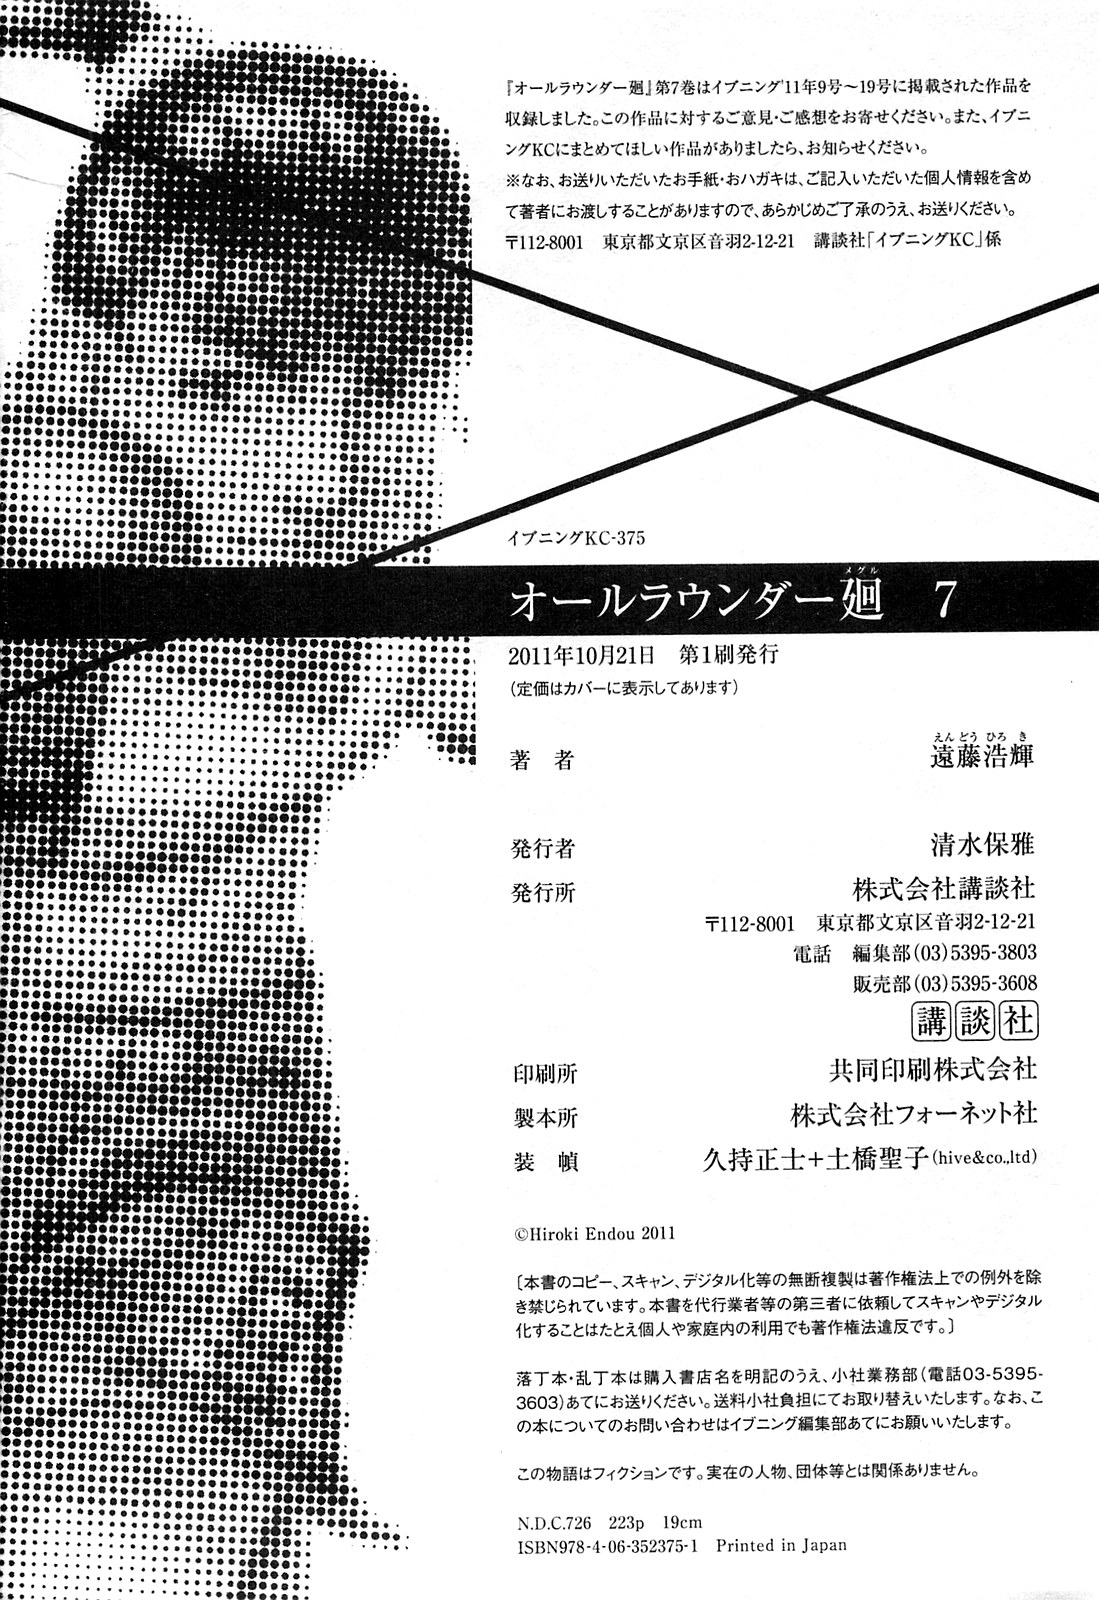 『オールラウンダー廻』第7巻はイブニング'11年9号〜19号に掲載された作品を
収録しました。この作品に対するご意見・ご感想をお寄せください。また、イブニ
ングKCにまとめてほしい作品がありましたら、お知らせください。
※なお、お送りいただいたお手紙・おハガキは、ご記入いただいた個人情報を含め
て著者にお渡しすることがありますので、あらかじめご了承のうえ、お送りください。
〒112-8001　東京都文京区音羽2-12-21　講談社「イブニングKC」係
イブニングKC-375
メグル
オールラウンダー廻　7
2011年10月21日　第1刷発行
（定価はカバーに表示してあります）
えんどう ひろ き
著　者　遠藤浩輝
発行者　清水保雅
発行所　株式会社講談社
〒112-8001　東京都文京区音羽2-12-21
電話　編集部(03)5395-3803
販売部(03)5395-3608
講談社
印刷所　共同印刷株式会社
製本所　株式会社フォーネット社
装　幀　久持正士＋土橋聖子(hive&co.,ltd)
©Hiroki Endou 2011
［本書のコピー、スキャン、デジタル化等の無断複製は著作権法上での例外を除
き禁じられています。本書を代行業者等の第三者に依頼してスキャンやデジタル
化することはたとえ個人や家庭内の利用でも著作権法違反です。］
落丁本・乱丁本は購入書店名を明記のうえ、小社業務部（電話03-5395-
3603）あてにお送りください。送料小社負担にてお取り替えいたします。なお、こ
の本についてのお問い合わせはイブニング編集部あてにお願いいたします。
この物語はフィクションです。実在の人物、団体等とは関係ありません。
N.D.C.726　223p　19cm
ISBN978-4-06-352375-1　Printed in Japan